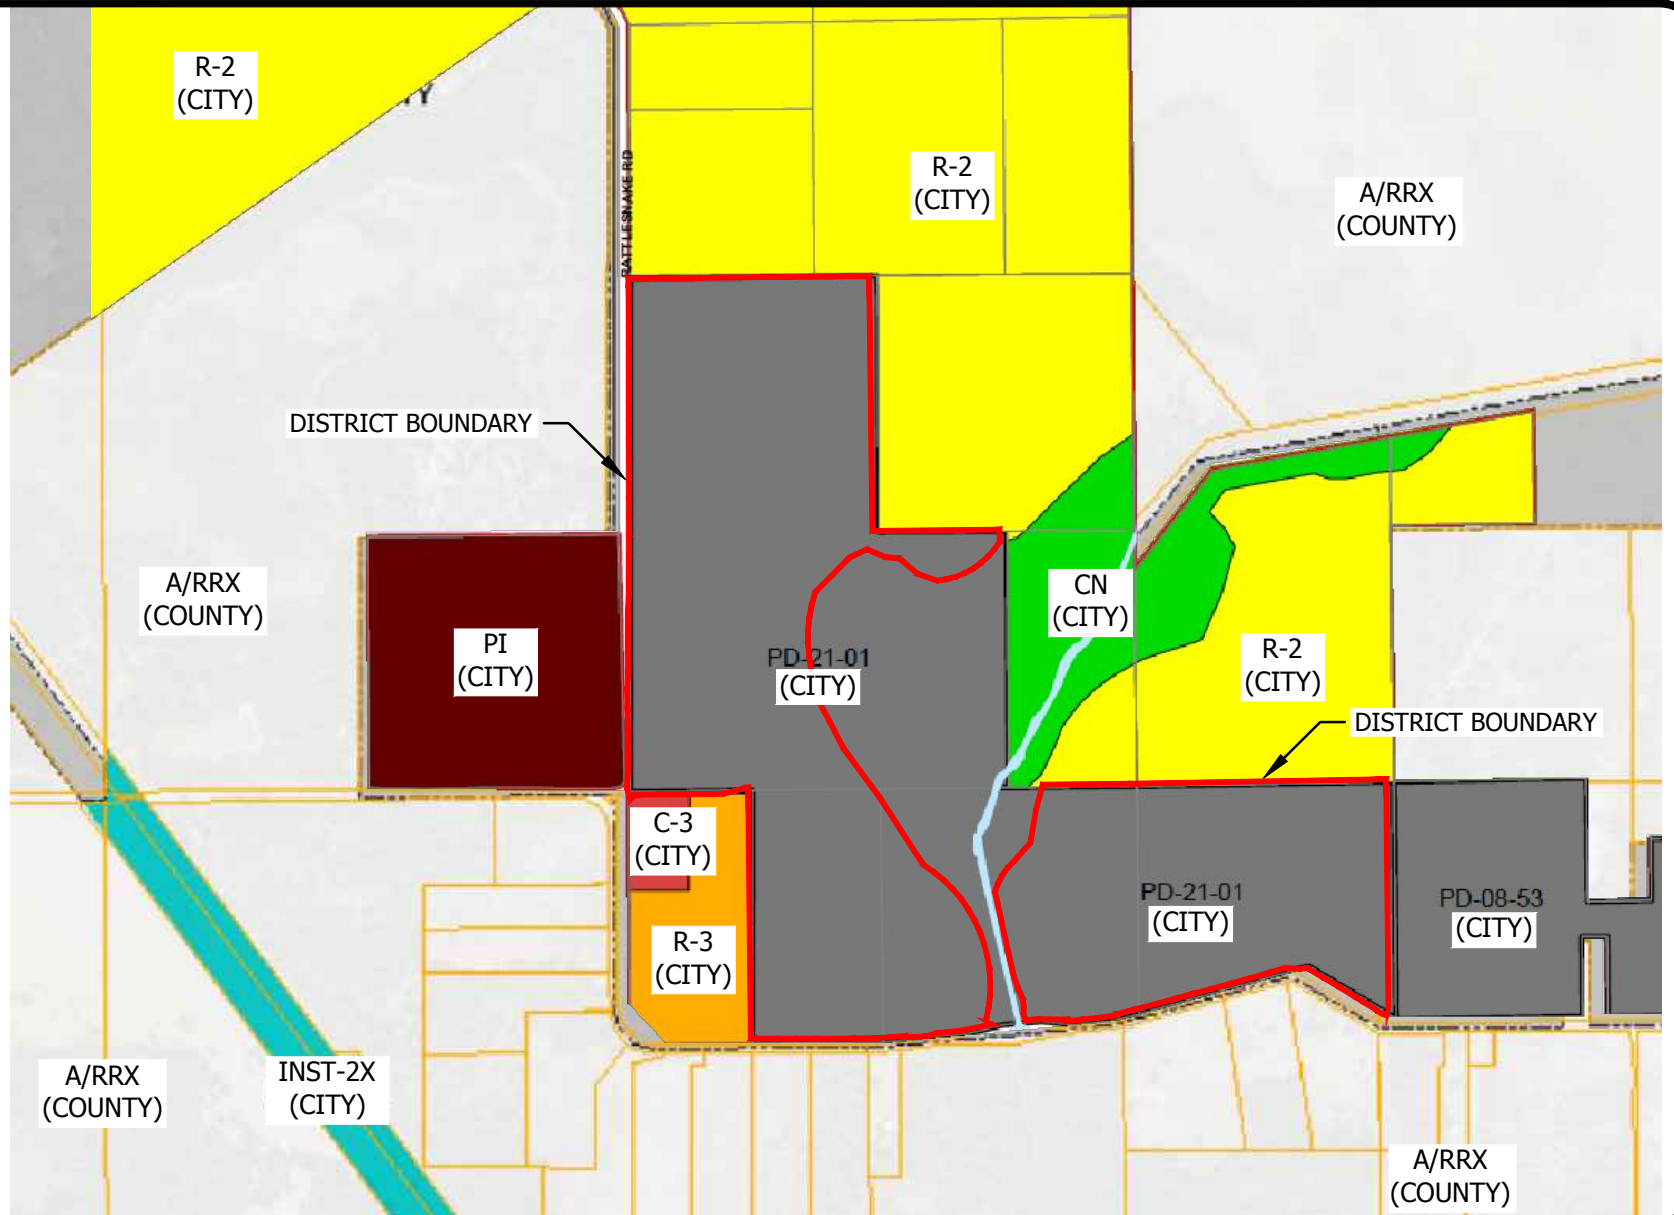 R-2
(CITY)
RATTLESNAKE RD
R-2
(CITY)
A/RRX
(COUNTY)
DISTRICT BOUNDARY
A/RRX
(COUNTY)
PI
(CITY)
CN
(CITY)
PD-21-01
(CITY)
R-2
(CITY)
DISTRICT BOUNDARY
C-3
(CITY)
PD-21-01
(CITY)
PD-08-53
(CITY)
R-3
(CITY)
A/RRX
(COUNTY)
INST-2X
(CITY)
A/RRX
(COUNTY)